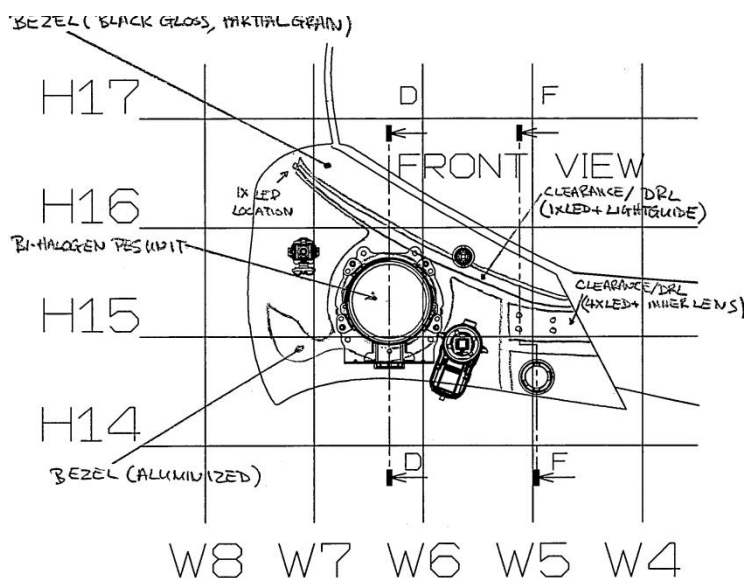 BEZEL (BLACK GLOSS, PARTIAL GRAIN)
H17
D
F
FRONT VIEW
1X LED
LOCATION
CLEARANCE/DRL
(1XLED+LIGHTGUIDE)
H16
BI-HALOGEN PES UNIT
CLEARANCE/DRL
(4XLED+INNER LENS)
H15
H14
BEZEL (ALUMINIZED)
D
F
W8
W7
W6
W5
W4